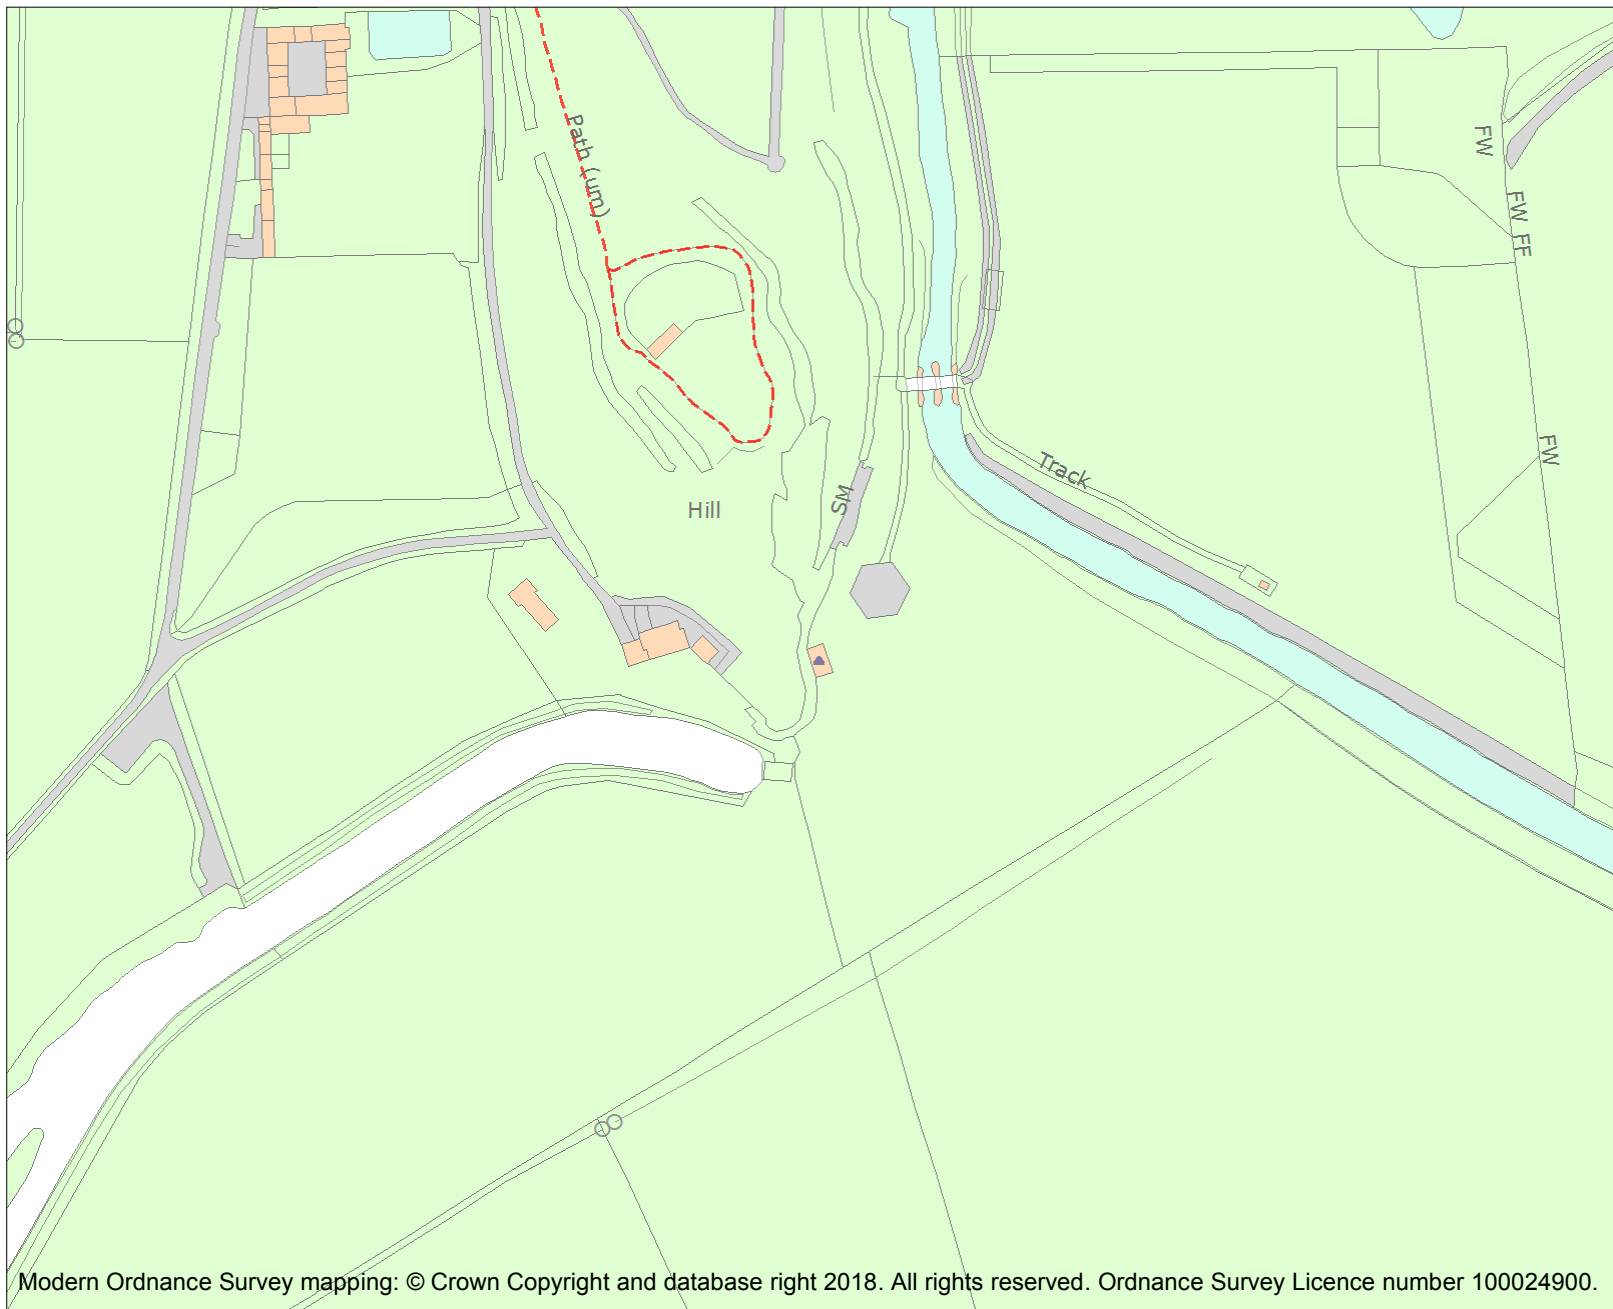 Path (um)
FW
FW FF
FW
Track
SM
Hill
Modern Ordnance Survey mapping: © Crown Copyright and database right 2018. All rights reserved. Ordnance Survey Licence number 100024900.